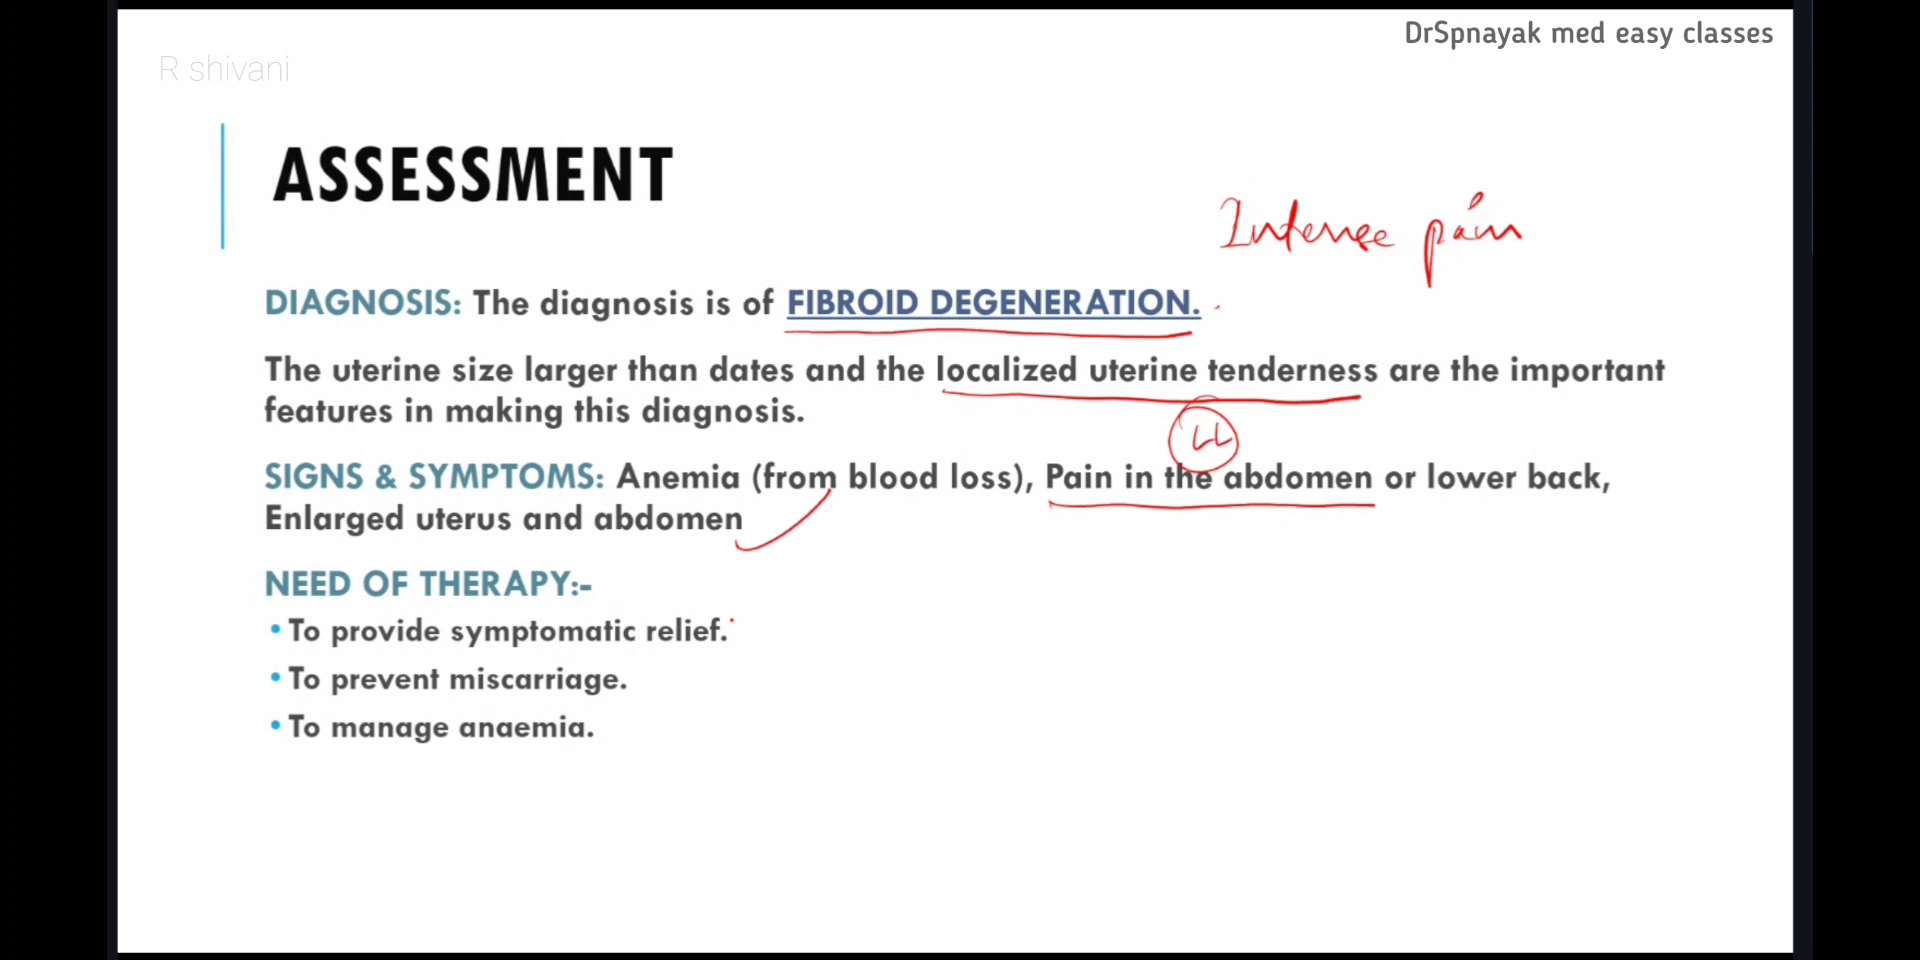 DrSpnayak med easy classes
R shivani
ASSESSMENT
Intense pain
DIAGNOSIS: The diagnosis is of FIBROID DEGENERATION.
The uterine size larger than dates and the localized uterine tenderness are the important
features in making this diagnosis.
LL
SIGNS & SYMPTOMS: Anemia (from blood loss), Pain in the abdomen or lower back,
Enlarged uterus and abdomen
NEED OF THERAPY:-
• To provide symptomatic relief.
• To prevent miscarriage.
• To manage anaemia.